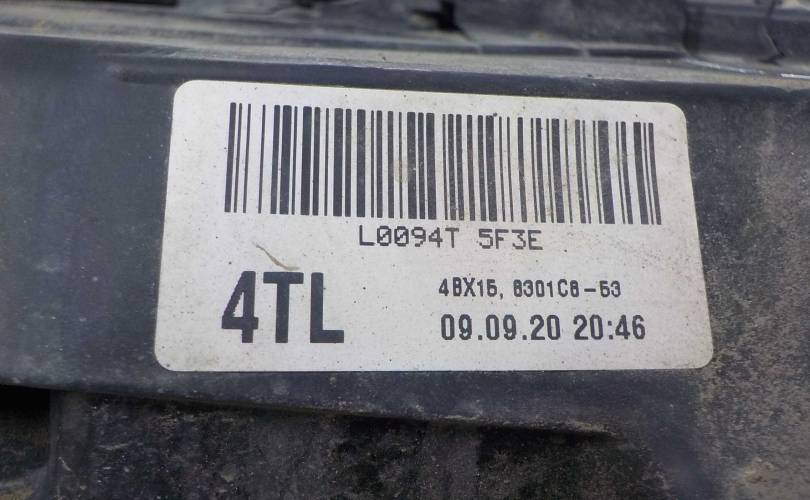 L0094T 5F3E
4TL
4BX15, 8301C8-53
09.09.20 20:46